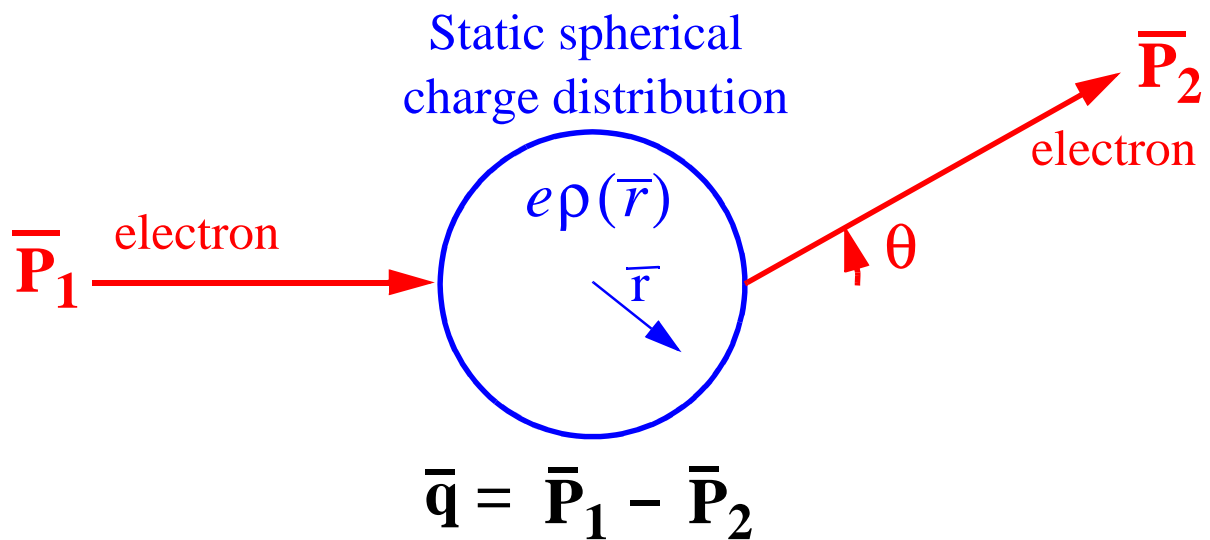 Static spherical
charge distribution
P̅₂
electron
eρ(r̅)
electron
P̅₁
θ
r̅
q̅ = P̅₁ − P̅₂